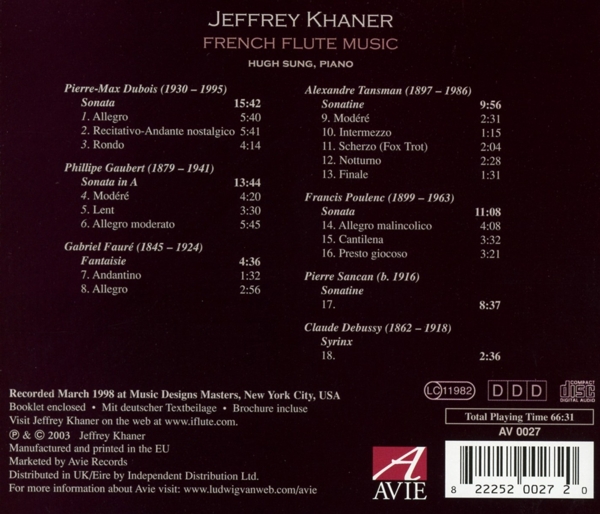 JEFFREY KHANER
FRENCH FLUTE MUSIC
HUGH SUNG, PIANO
Pierre-Max Dubois (1930 – 1995)
Sonata 15:42
1. Allegro 5:40
2. Recitativo-Andante nostalgico 5:41
3. Rondo 4:14
Phillipe Gaubert (1879 – 1941)
Sonata in A 13:44
4. Modéré 4:20
5. Lent 3:30
6. Allegro moderato 5:45
Gabriel Fauré (1845 – 1924)
Fantaisie 4:36
7. Andantino 1:32
8. Allegro 2:56
Alexandre Tansman (1897 – 1986)
Sonatine 9:56
9. Modéré 2:31
10. Intermezzo 1:15
11. Scherzo (Fox Trot) 2:04
12. Notturno 2:28
13. Finale 1:31
Francis Poulenc (1899 – 1963)
Sonata 11:08
14. Allegro malincolico 4:08
15. Cantilena 3:32
16. Presto giocoso 3:21
Pierre Sancan (b. 1916)
Sonatine
17. 8:37
Claude Debussy (1862 – 1918)
Syrinx
18. 2:36
Recorded March 1998 at Music Designs Masters, New York City, USA
Booklet enclosed • Mit deutscher Textbeilage • Brochure incluse
Visit Jeffrey Khaner on the web at www.iflute.com.
℗ & © 2003 Jeffrey Khaner
Manufactured and printed in the EU
Marketed by Avie Records
Distributed in UK/Eire by Independent Distribution Ltd.
For more information about Avie visit: www.ludwigvanweb.com/avie
A
AVIE
LC 11982
D D D
COMPACT
disc
DIGITAL AUDIO
Total Playing Time 66:31
AV 0027
8 22252 00272 0